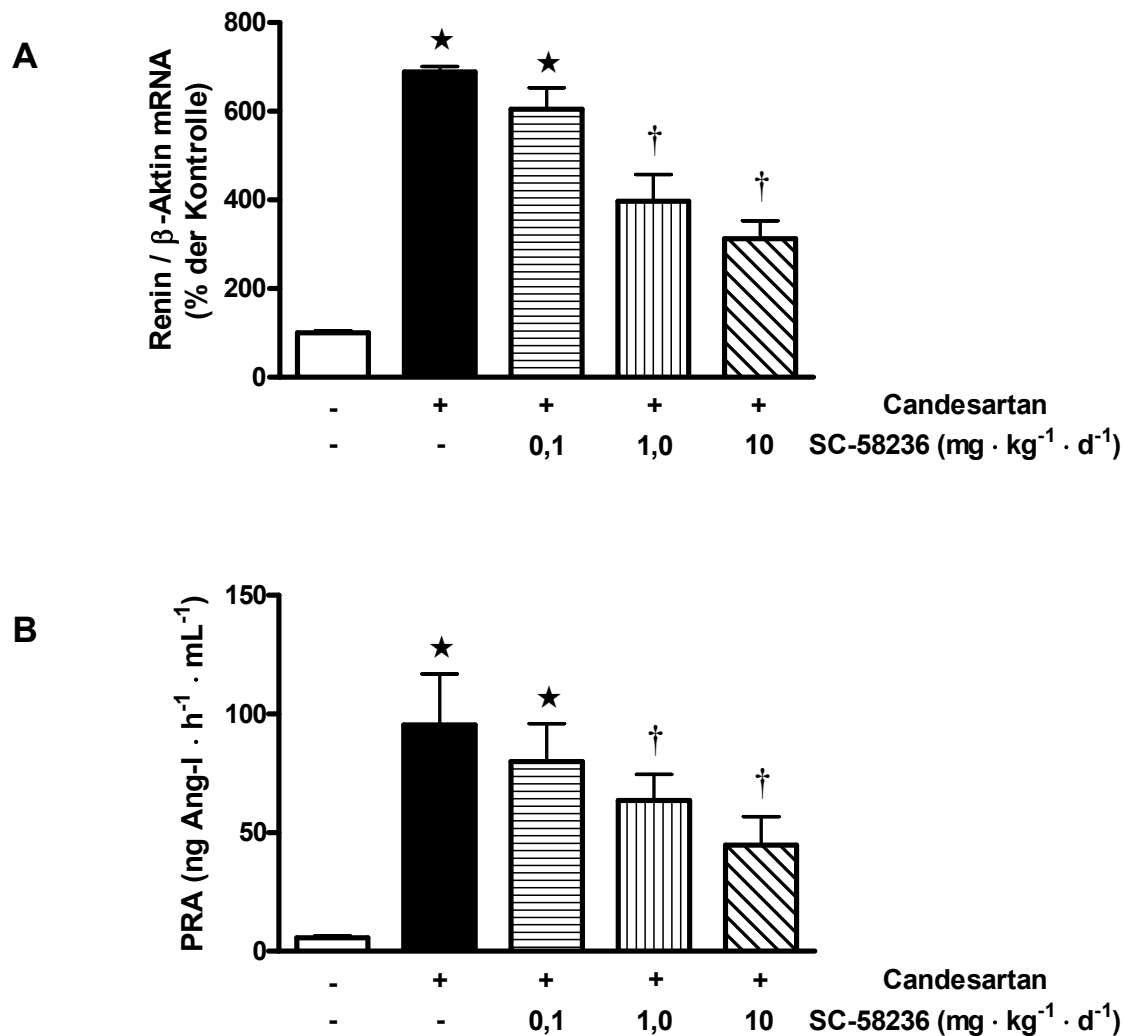 A
Renin / β-Aktin mRNA
(% der Kontrolle)
800
600
400
200
0
★
★
†
†
- + + + + Candesartan
- - 0,1 1,0 10 SC-58236 (mg · kg⁻¹ · d⁻¹)
B
PRA (ng Ang-I · h⁻¹ · mL⁻¹)
150
100
50
0
★
★
†
†
- + + + + Candesartan
- - 0,1 1,0 10 SC-58236 (mg · kg⁻¹ · d⁻¹)